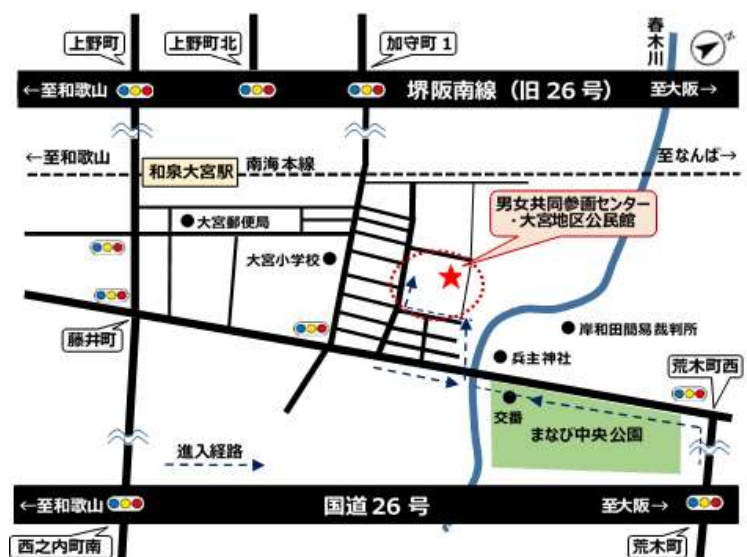 上野町
上野町北
加守町 1
春木川
N
←至和歌山
堺阪南線（旧 26 号）
至大阪→
←至和歌山
和泉大宮駅
南海本線
至なんば→
男女共同参画センター
・大宮地区公民館
大宮郵便局
大宮小学校
藤井町
岸和田簡易裁判所
兵主神社
荒木町西
交番
まなび中央公園
進入経路
←至和歌山
国道 26 号
至大阪→
西之内町南
荒木町